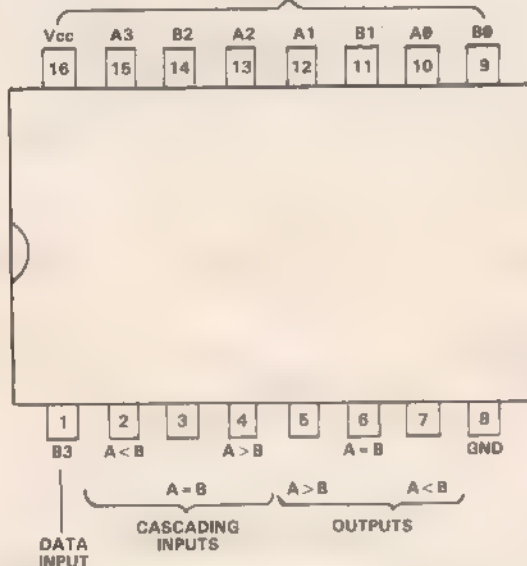 Vcc A3 B2 A2 A1 B1 A0 B0
16 15 14 13 12 11 10 9
1 2 3 4 5 6 7 8
B3 A<B A>B A=B GND
A=B A>B A<B
CASCADING OUTPUTS
INPUTS
DATA
INPUT